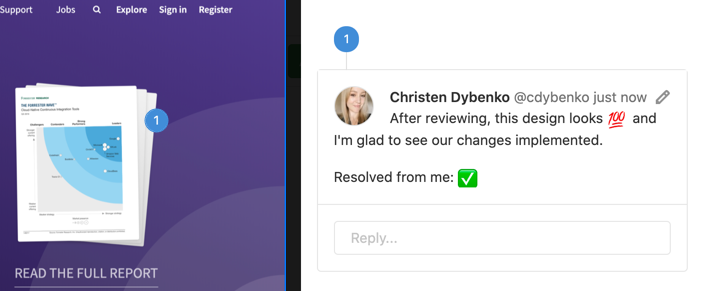 Support Jobs Explore Sign in Register
THE FORRESTER WAVE™
READ THE FULL REPORT
1
1
Christen Dybenko @cdybenko just now
After reviewing, this design looks 💯 and
I'm glad to see our changes implemented.
Resolved from me: ✅
Reply...